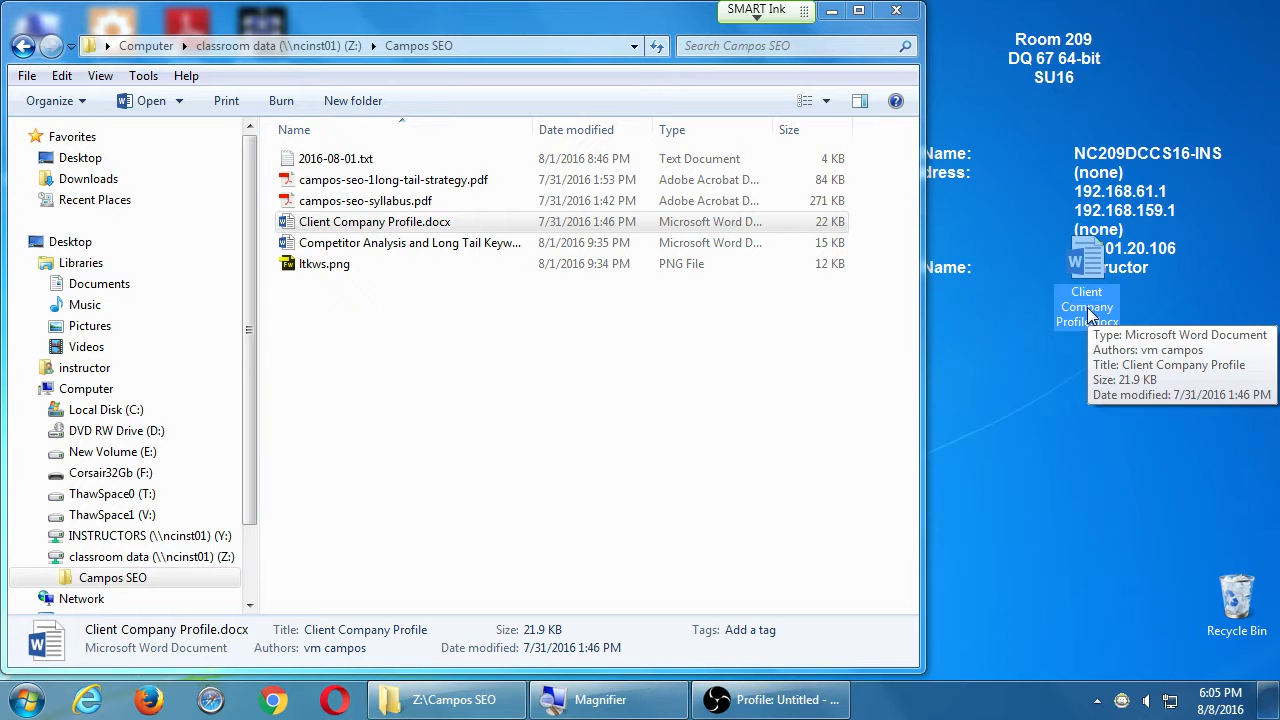 SMART Ink
Computer classroom data (\\ncinst01) (Z:) Campos SEO
Search Campos SEO
File Edit View Tools Help
Organize Open Print Burn New folder
Name Date modified Type Size
2016-08-01.txt 8/1/2016 8:46 PM Text Document 4 KB
campos-seo-1long-tail-strategy.pdf 7/31/2016 1:53 PM Adobe Acrobat D... 84 KB
campos-seo-syllabus.pdf 7/31/2016 1:42 PM Adobe Acrobat D... 271 KB
Client Company Profile.docx 7/31/2016 1:46 PM Microsoft Word D... 22 KB
Competitor Analysis and Long Tail Keyw... 8/1/2016 9:35 PM Microsoft Word D... 15 KB
ltkws.png 8/1/2016 9:34 PM PNG File 12 KB
Favorites
Desktop
Downloads
Recent Places
Desktop
Libraries
Documents
Music
Pictures
Videos
instructor
Computer
Local Disk (C:)
DVD RW Drive (D:)
New Volume (E:)
Corsair32Gb (F:)
ThawSpace0 (T:)
ThawSpace1 (V:)
INSTRUCTORS (\\ncinst01) (Y:)
classroom data (\\ncinst01) (Z:)
Campos SEO
Network
Client Company Profile.docx Title: Client Company Profile Size: 21.9 KB Tags: Add a tag
Microsoft Word Document Authors: vm campos Date modified: 7/31/2016 1:46 PM
Room 209
DQ 67 64-bit
SU16
Name: NC209DCCS16-INS
dress: (none)
192.168.61.1
192.168.159.1
(none)
01.20.106
Name: ructor
Client
Company
Profile.docx
Type: Microsoft Word Document
Authors: vm campos
Title: Client Company Profile
Size: 21.9 KB
Date modified: 7/31/2016 1:46 PM
Recycle Bin
Z:\Campos SEO Magnifier Profile: Untitled - ...
6:05 PM
8/8/2016